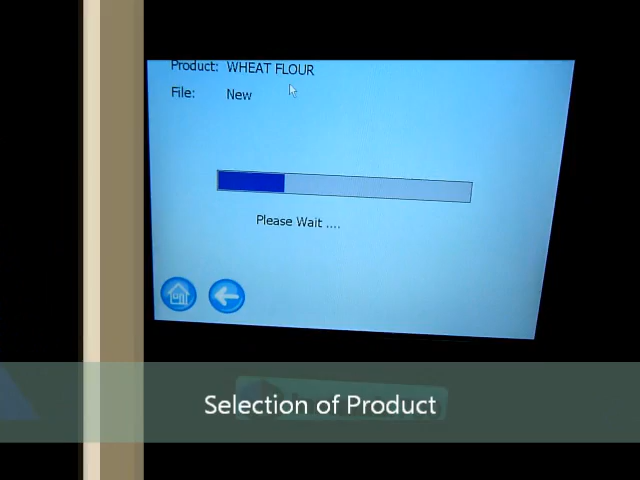 Product: WHEAT FLOUR
File: New
Please Wait ....
Selection of Product